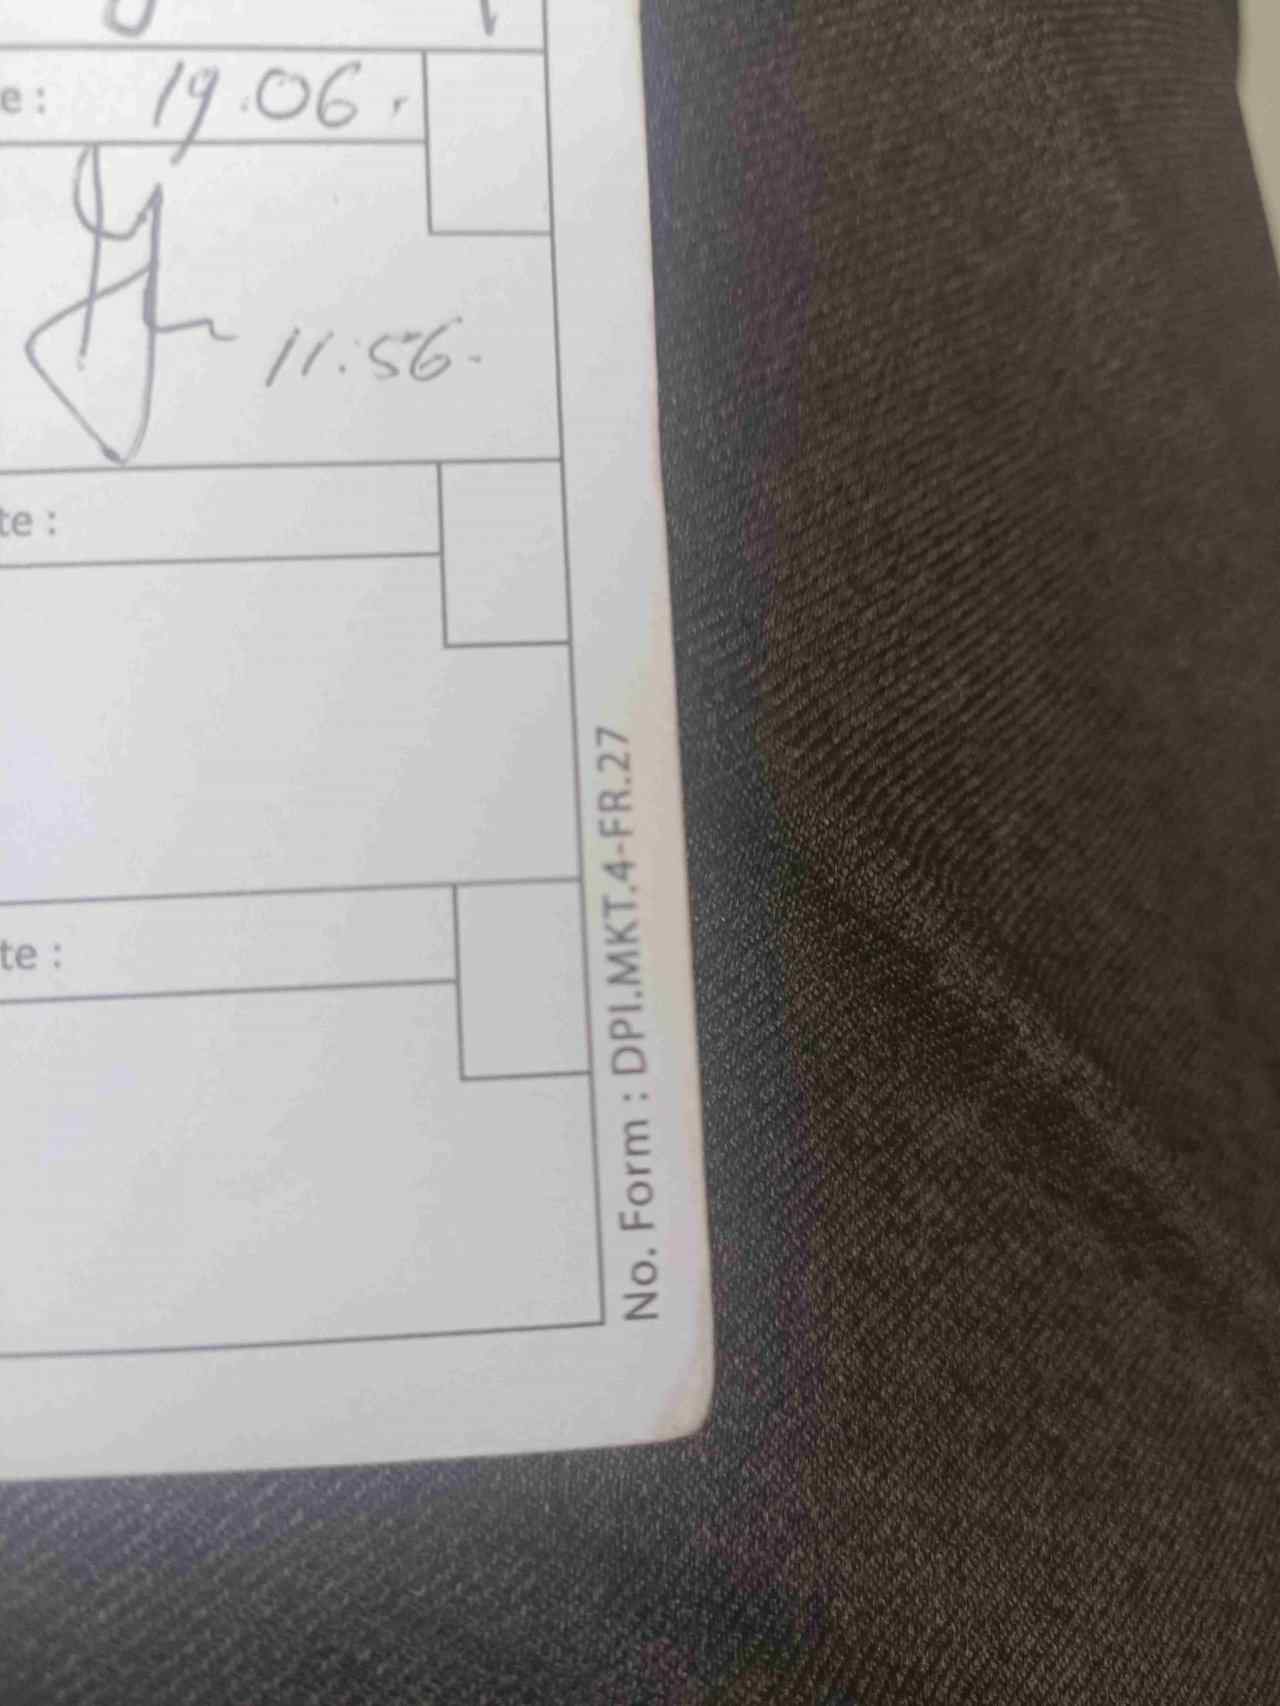 e : 19.06.
11:56.
te :
te :
No. Form : DPI.MKT.4-FR.27